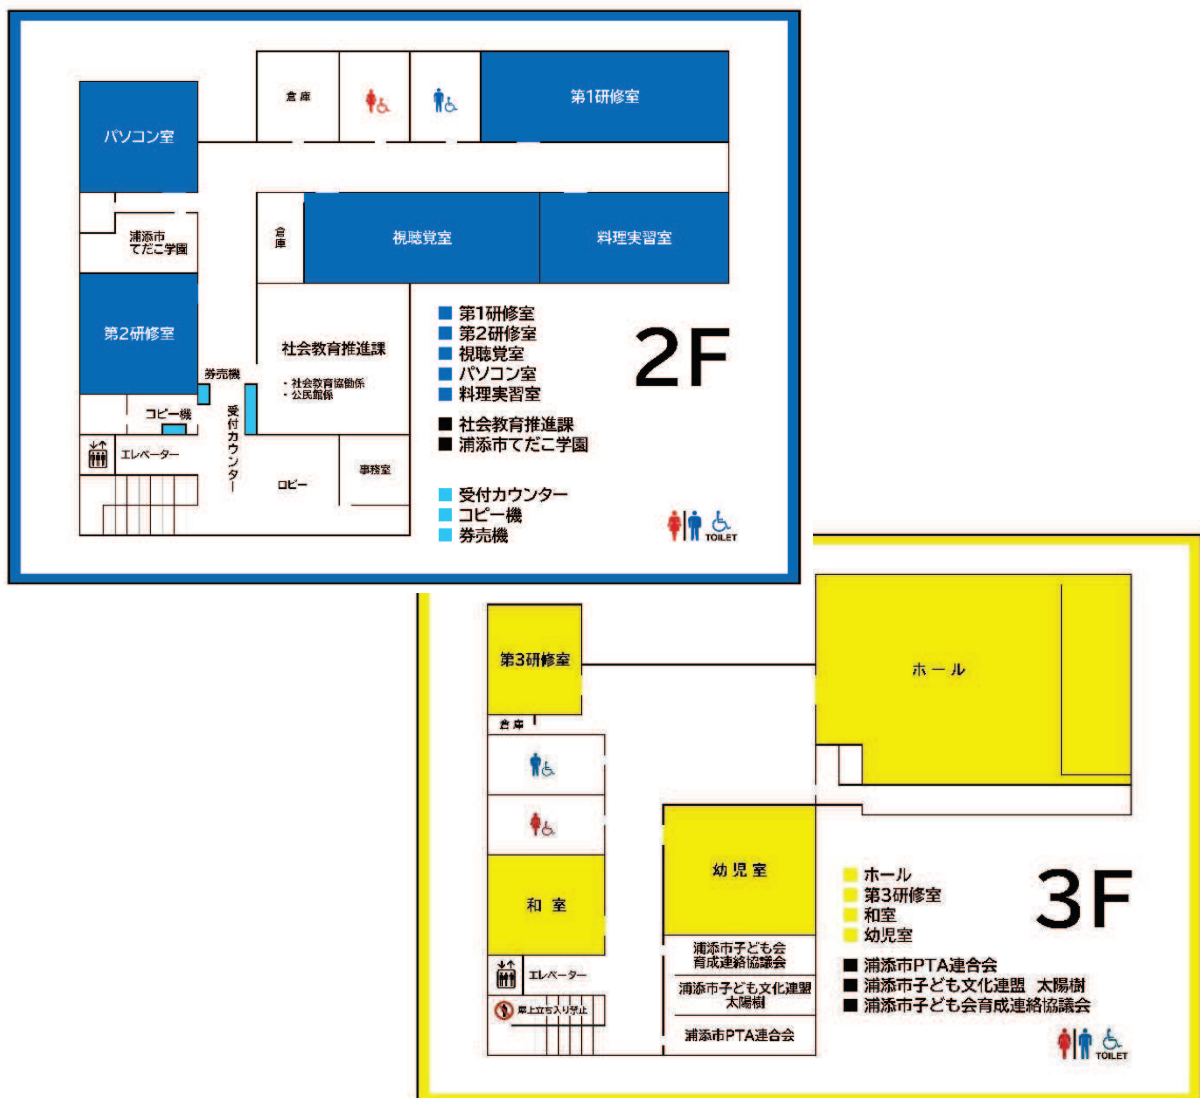 倉庫
第1研修室
パソコン室
浦添市
てだこ学園
倉庫
視聴覚室
料理実習室
第2研修室
社会教育推進課
・社会教育協働係
・公民館係
券売機
コピー機
受付カウンター
エレベーター
ロビー
事務室
第1研修室
第2研修室
視聴覚室
パソコン室
料理実習室
社会教育推進課
浦添市てだこ学園
受付カウンター
コピー機
券売機
2F
TOILET
第3研修室
倉庫
ホール
和室
幼児室
浦添市子ども会
育成連絡協議会
浦添市子ども文化連盟
太陽樹
浦添市PTA連合会
エレベーター
屋上立ち入り禁止
ホール
第3研修室
和室
幼児室
浦添市PTA連合会
浦添市子ども文化連盟 太陽樹
浦添市子ども会育成連絡協議会
3F
TOILET